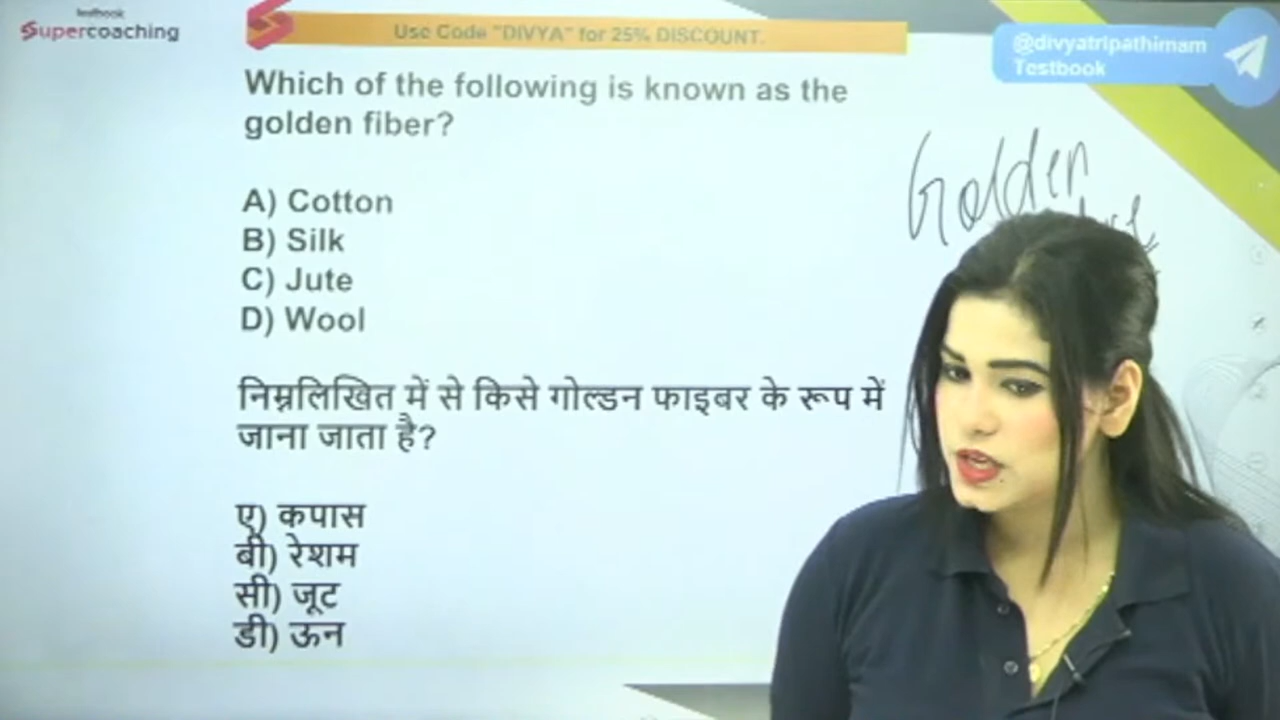 testbook
Supercoaching
Use Code "DIVYA" for 25% DISCOUNT.
@divyatripathimam
Testbook
Which of the following is known as the
golden fiber?
Golden
A) Cotton
B) Silk
C) Jute
D) Wool
निम्नलिखित में से किसे गोल्डन फाइबर के रूप में
जाना जाता है?
ए) कपास
बी) रेशम
सी) जूट
डी) ऊन